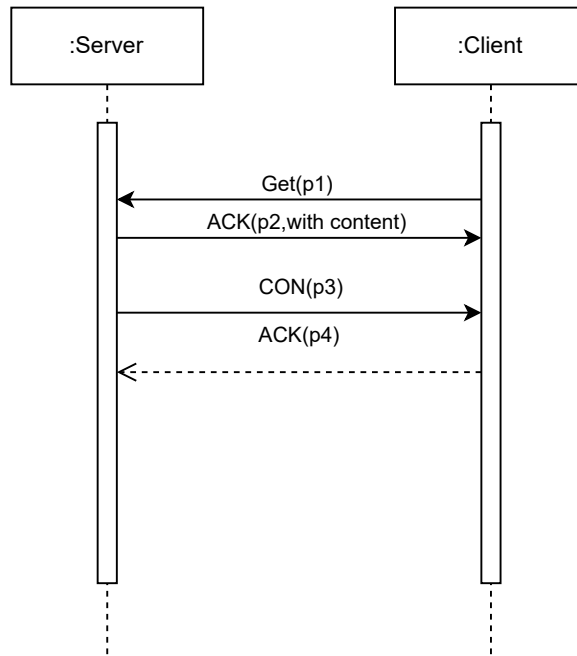 :Server
:Client
Get(p1)
ACK(p2,with content)
CON(p3)
ACK(p4)